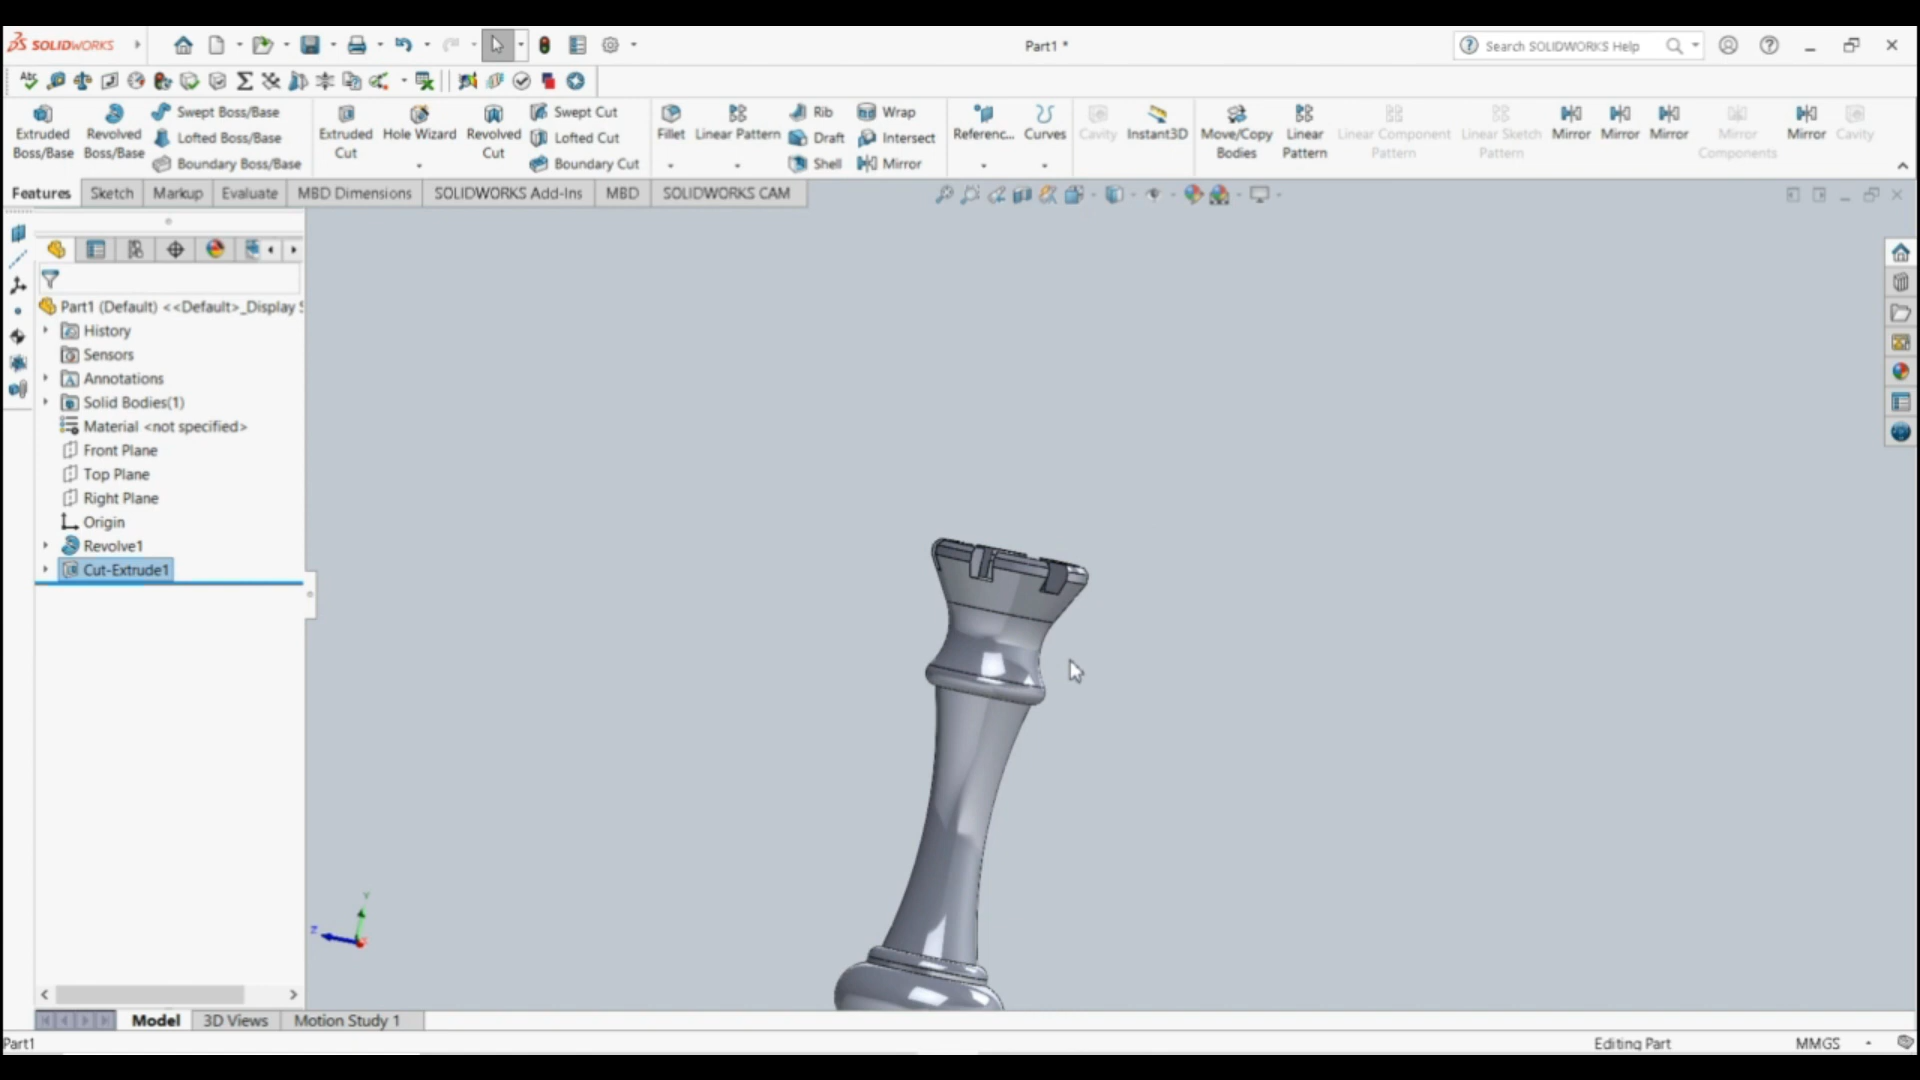 SOLIDWORKS
Part1 *
Search SOLIDWORKS Help
Extruded Boss/Base
Revolved Boss/Base
Swept Boss/Base
Lofted Boss/Base
Boundary Boss/Base
Extruded Cut
Hole Wizard
Revolved Cut
Swept Cut
Lofted Cut
Boundary Cut
Fillet
Linear Pattern
Rib
Draft
Shell
Wrap
Intersect
Mirror
Referenc...
Curves
Cavity
Instant3D
Move/Copy Bodies
Linear Pattern
Linear Component Pattern
Linear Sketch Pattern
Mirror
Mirror
Mirror
Mirror Components
Mirror
Cavity
Features
Sketch
Markup
Evaluate
MBD Dimensions
SOLIDWORKS Add-Ins
MBD
SOLIDWORKS CAM
Part1 (Default) <<Default>_Display
History
Sensors
Annotations
Solid Bodies(1)
Material <not specified>
Front Plane
Top Plane
Right Plane
Origin
Revolve1
Cut-Extrude1
Y
Z
Model
3D Views
Motion Study 1
Part1
Editing Part
MMGS